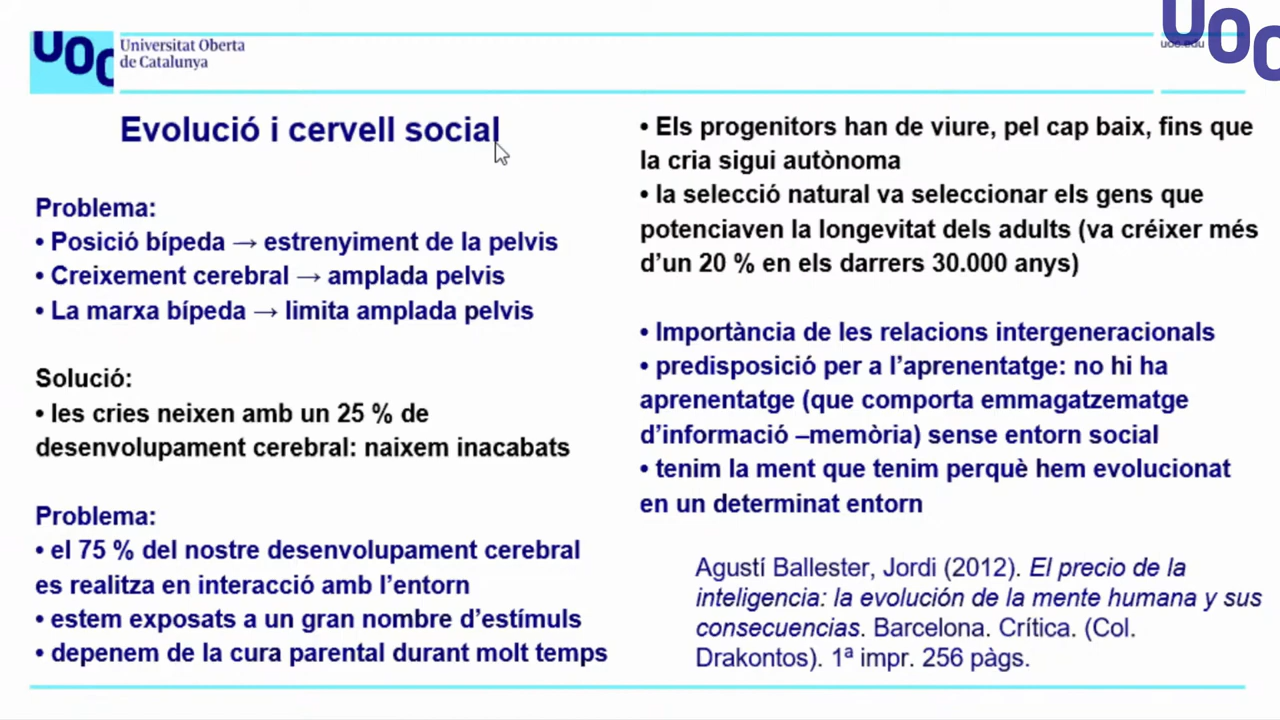 UOC
Universitat Oberta
de Catalunya
uoc.edu
UOC
Evolució i cervell social
Problema:
• Posició bípeda → estrenyiment de la pelvis
• Creixement cerebral → amplada pelvis
• La marxa bípeda → limita amplada pelvis
Solució:
• les cries neixen amb un 25 % de
desenvolupament cerebral: naixem inacabats
Problema:
• el 75 % del nostre desenvolupament cerebral
es realitza en interacció amb l’entorn
• estem exposats a un gran nombre d’estímuls
• depenem de la cura parental durant molt temps
• Els progenitors han de viure, pel cap baix, fins que
la cria sigui autònoma
• la selecció natural va seleccionar els gens que
potenciaven la longevitat dels adults (va créixer més
d’un 20 % en els darrers 30.000 anys)
• Importància de les relacions intergeneracionals
• predisposició per a l’aprenentatge: no hi ha
aprenentatge (que comporta emmagatzematge
d’informació –memòria) sense entorn social
• tenim la ment que tenim perquè hem evolucionat
en un determinat entorn
Agustí Ballester, Jordi (2012). El precio de la
inteligencia: la evolución de la mente humana y sus
consecuencias. Barcelona. Crítica. (Col.
Drakontos). 1ª impr. 256 pàgs.